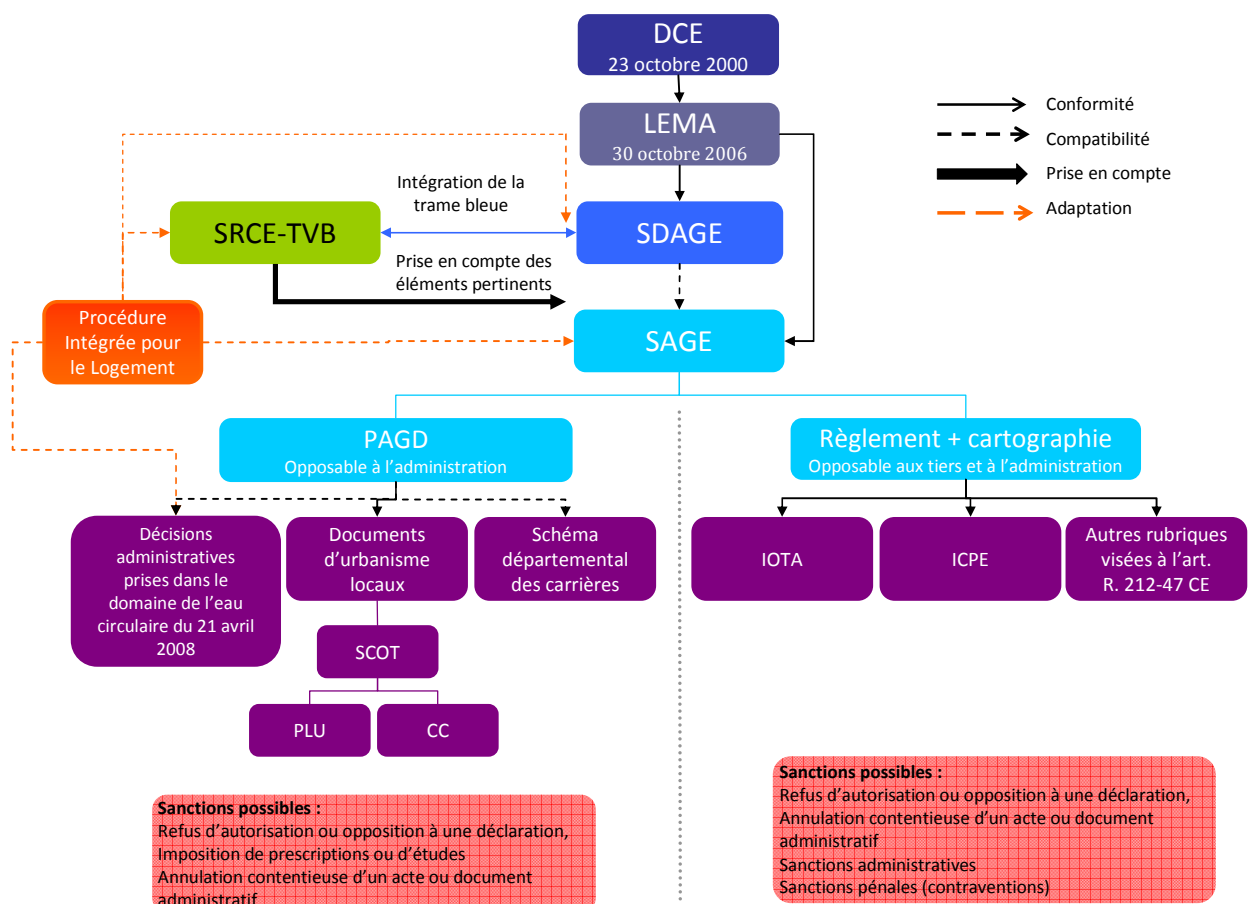 DCE
23 octobre 2000
LEMA
30 octobre 2006
Conformité
Compatibilité
Prise en compte
Adaptation
Intégration de la
trame bleue
SRCE-TVB
SDAGE
Prise en compte des
éléments pertinents
Procédure
Intégrée pour
le Logement
SAGE
PAGD
Opposable à l’administration
Règlement + cartographie
Opposable aux tiers et à l’administration
Décisions
administratives
prises dans le
domaine de l’eau
circulaire du 21 avril
2008
Documents
d’urbanisme
locaux
Schéma
départemental
des carrières
IOTA
ICPE
Autres rubriques
visées à l’art.
R. 212-47 CE
SCOT
PLU
CC
Sanctions possibles :
Refus d’autorisation ou opposition à une déclaration,
Imposition de prescriptions ou d’études
Annulation contentieuse d’un acte ou document
administratif
Sanctions possibles :
Refus d’autorisation ou opposition à une déclaration,
Annulation contentieuse d’un acte ou document
administratif
Sanctions administratives
Sanctions pénales (contraventions)